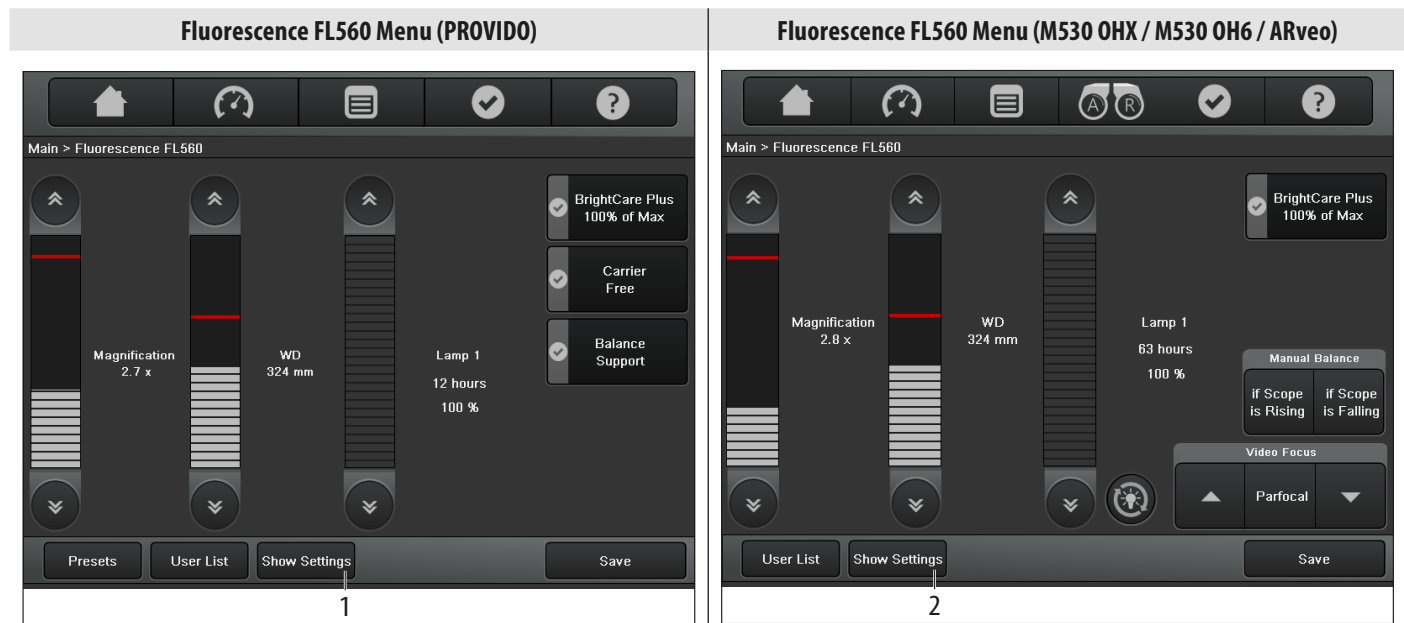 Fluorescence FL560 Menu (PROVIDO)
?
Main > Fluorescence FL560
Magnification
2.7 x
WD
324 mm
Lamp 1
12 hours
100 %
BrightCare Plus
100% of Max
Carrier
Free
Balance
Support
Presets
User List
Show Settings
Save
1
Fluorescence FL560 Menu (M530 OHX / M530 OH6 / ARveo)
A R
?
Main > Fluorescence FL560
Magnification
2.8 x
WD
324 mm
Lamp 1
63 hours
100 %
BrightCare Plus
100% of Max
Manual Balance
if Scope
is Rising
if Scope
is Falling
Video Focus
Parfocal
User List
Show Settings
Save
2